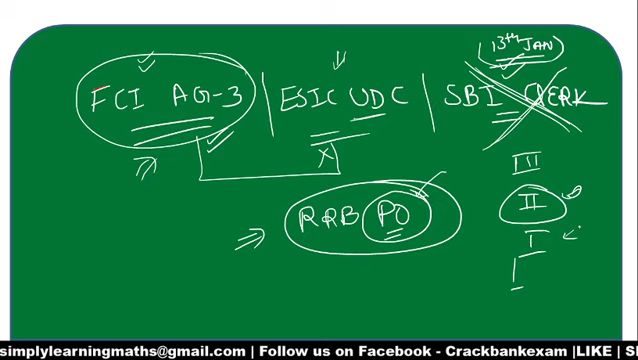 13th JAN
FCI AG-3 | ESIC UDC | SBI CLERK
III
RRB PO
II
I
simplylearningmaths@gmail.com | Follow us on Facebook - Crackbankexam |LIKE | S